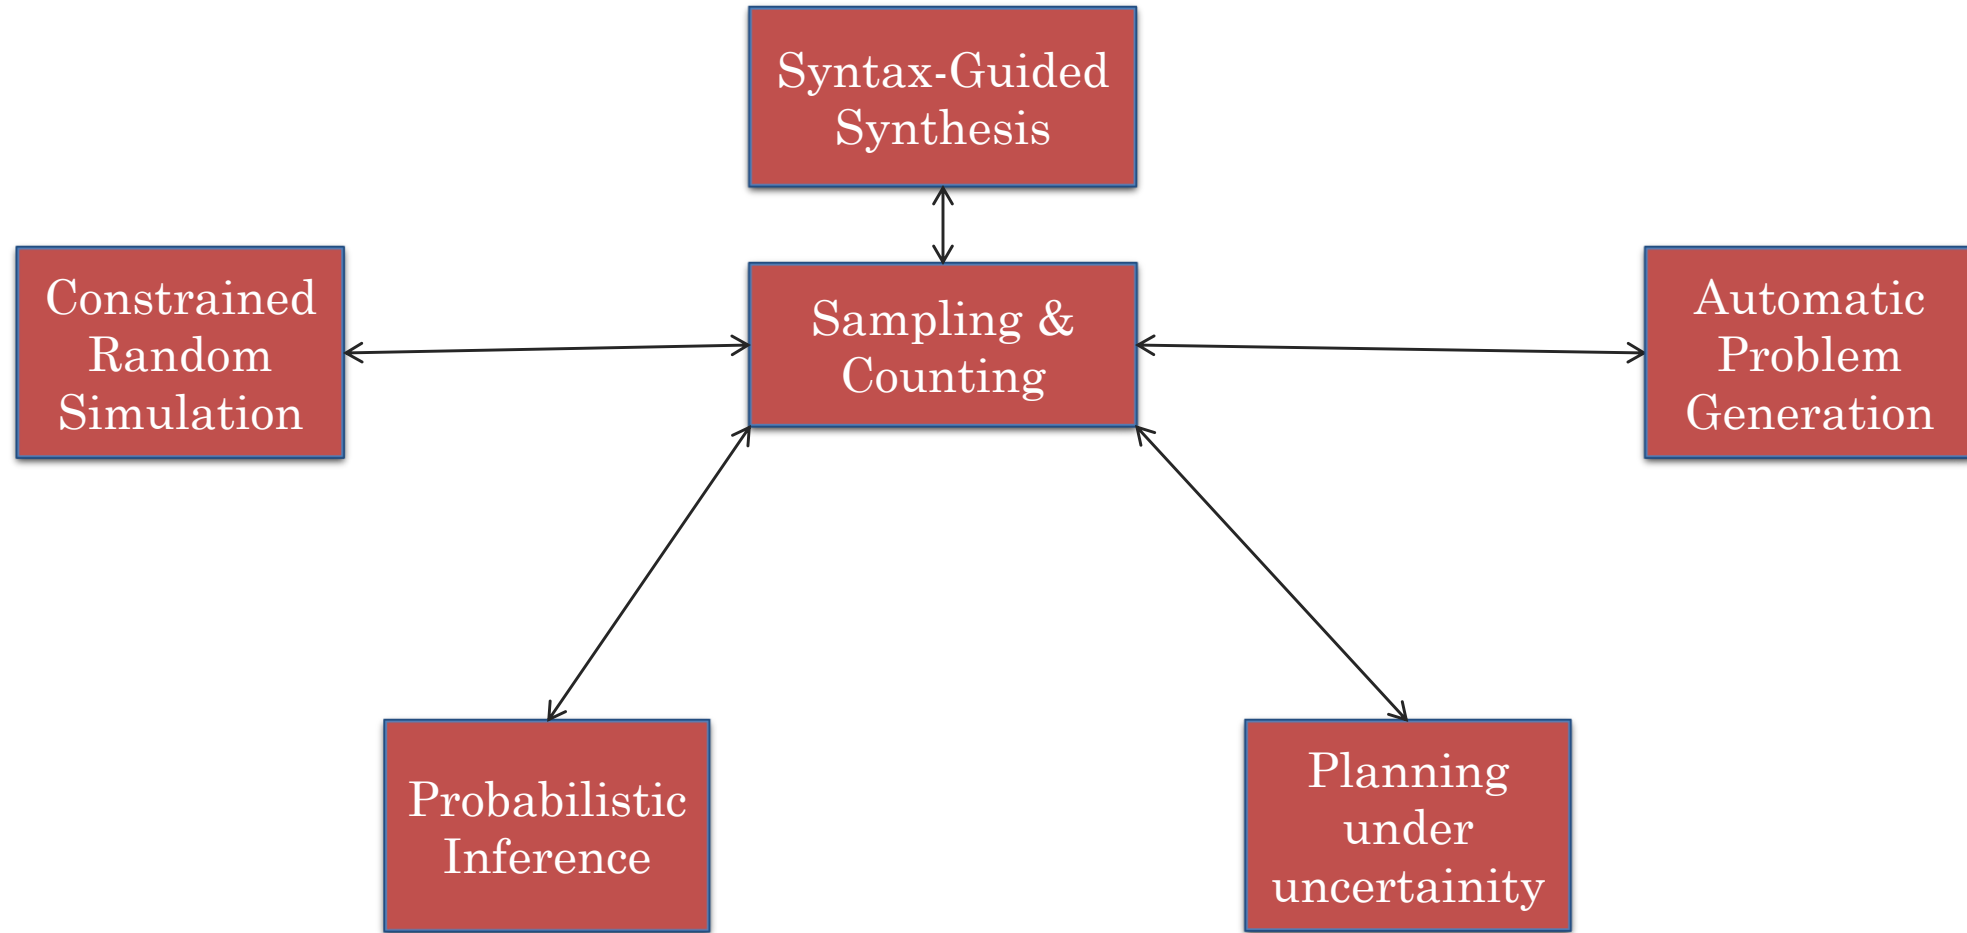 Syntax-Guided
Synthesis
Constrained
Random
Simulation
Sampling &
Counting
Automatic
Problem
Generation
Probabilistic
Inference
Planning
under
uncertainity